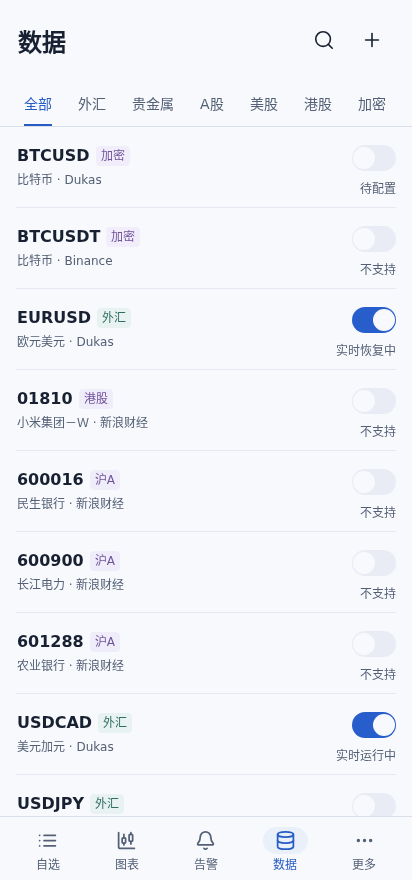 数据
全部 外汇 贵金属 A股 美股 港股 加密
BTCUSD 加密
比特币 · Dukas
待配置
BTCUSDT 加密
比特币 · Binance
不支持
EURUSD 外汇
欧元美元 · Dukas
实时恢复中
01810 港股
小米集团－W · 新浪财经
不支持
600016 沪A
民生银行 · 新浪财经
不支持
600900 沪A
长江电力 · 新浪财经
不支持
601288 沪A
农业银行 · 新浪财经
不支持
USDCAD 外汇
美元加元 · Dukas
实时运行中
USDJPY 外汇
自选 图表 告警 数据 更多